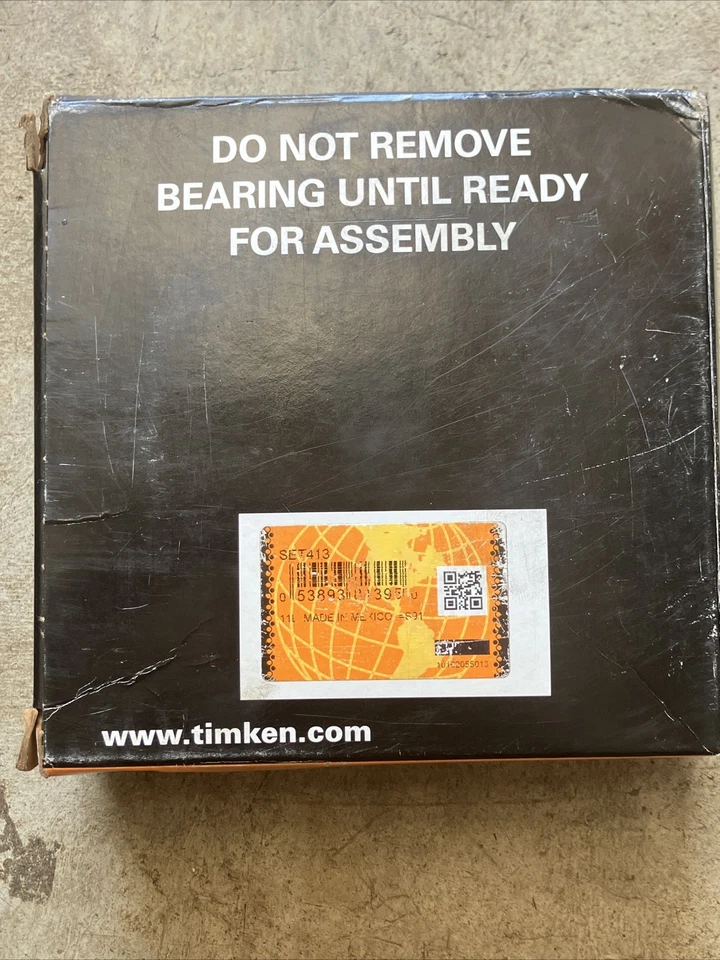 DO NOT REMOVE
BEARING UNTIL READY
FOR ASSEMBLY
SET413
MADE IN MEXICO
www.timken.com